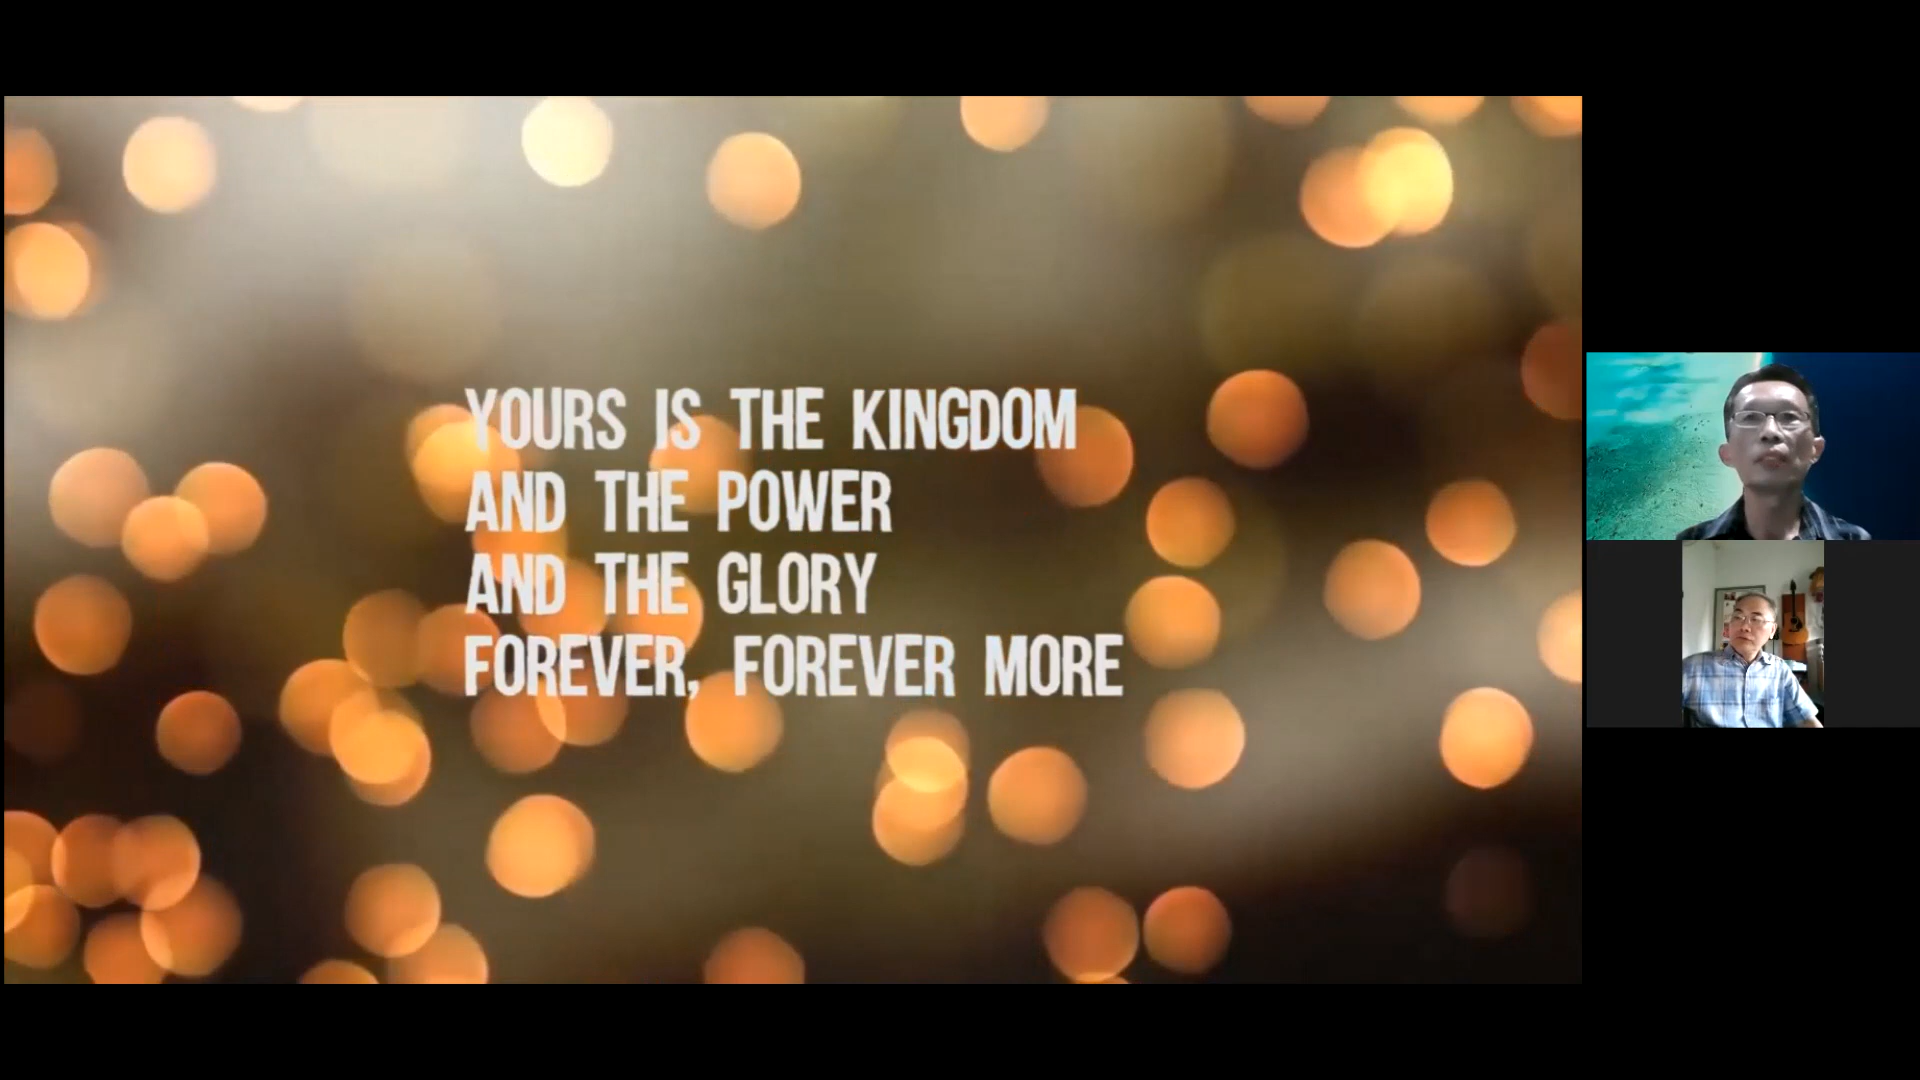 YOURS IS THE KINGDOM
AND THE POWER
AND THE GLORY
FOREVER, FOREVER MORE